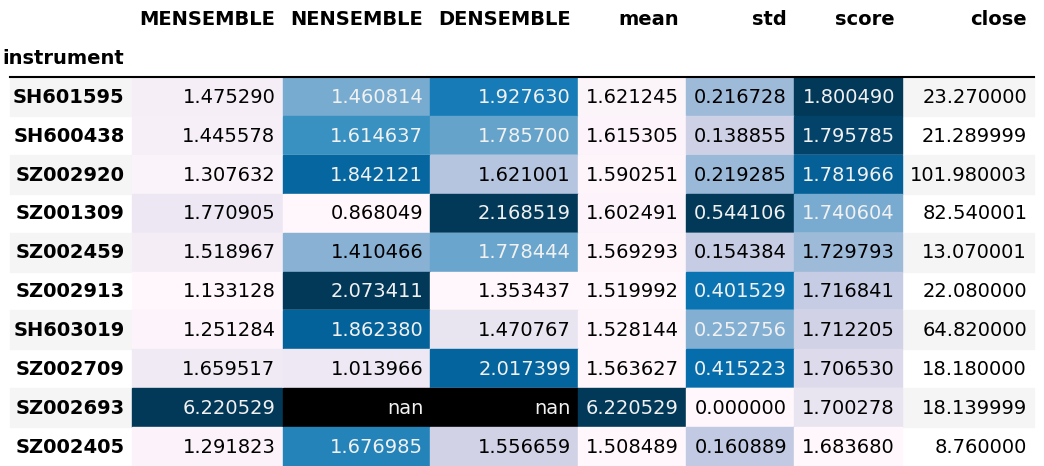 MENSEMBLE NENSEMBLE DENSEMBLE mean std score close
instrument
SH601595 1.475290 1.460814 1.927630 1.621245 0.216728 1.800490 23.270000
SH600438 1.445578 1.614637 1.785700 1.615305 0.138855 1.795785 21.289999
SZ002920 1.307632 1.842121 1.621001 1.590251 0.219285 1.781966 101.980003
SZ001309 1.770905 0.868049 2.168519 1.602491 0.544106 1.740604 82.540001
SZ002459 1.518967 1.410466 1.778444 1.569293 0.154384 1.729793 13.070001
SZ002913 1.133128 2.073411 1.353437 1.519992 0.401529 1.716841 22.080000
SH603019 1.251284 1.862380 1.470767 1.528144 0.252756 1.712205 64.820000
SZ002709 1.659517 1.013966 2.017399 1.563627 0.415223 1.706530 18.180000
SZ002693 6.220529 nan nan 6.220529 0.000000 1.700278 18.139999
SZ002405 1.291823 1.676985 1.556659 1.508489 0.160889 1.683680 8.760000